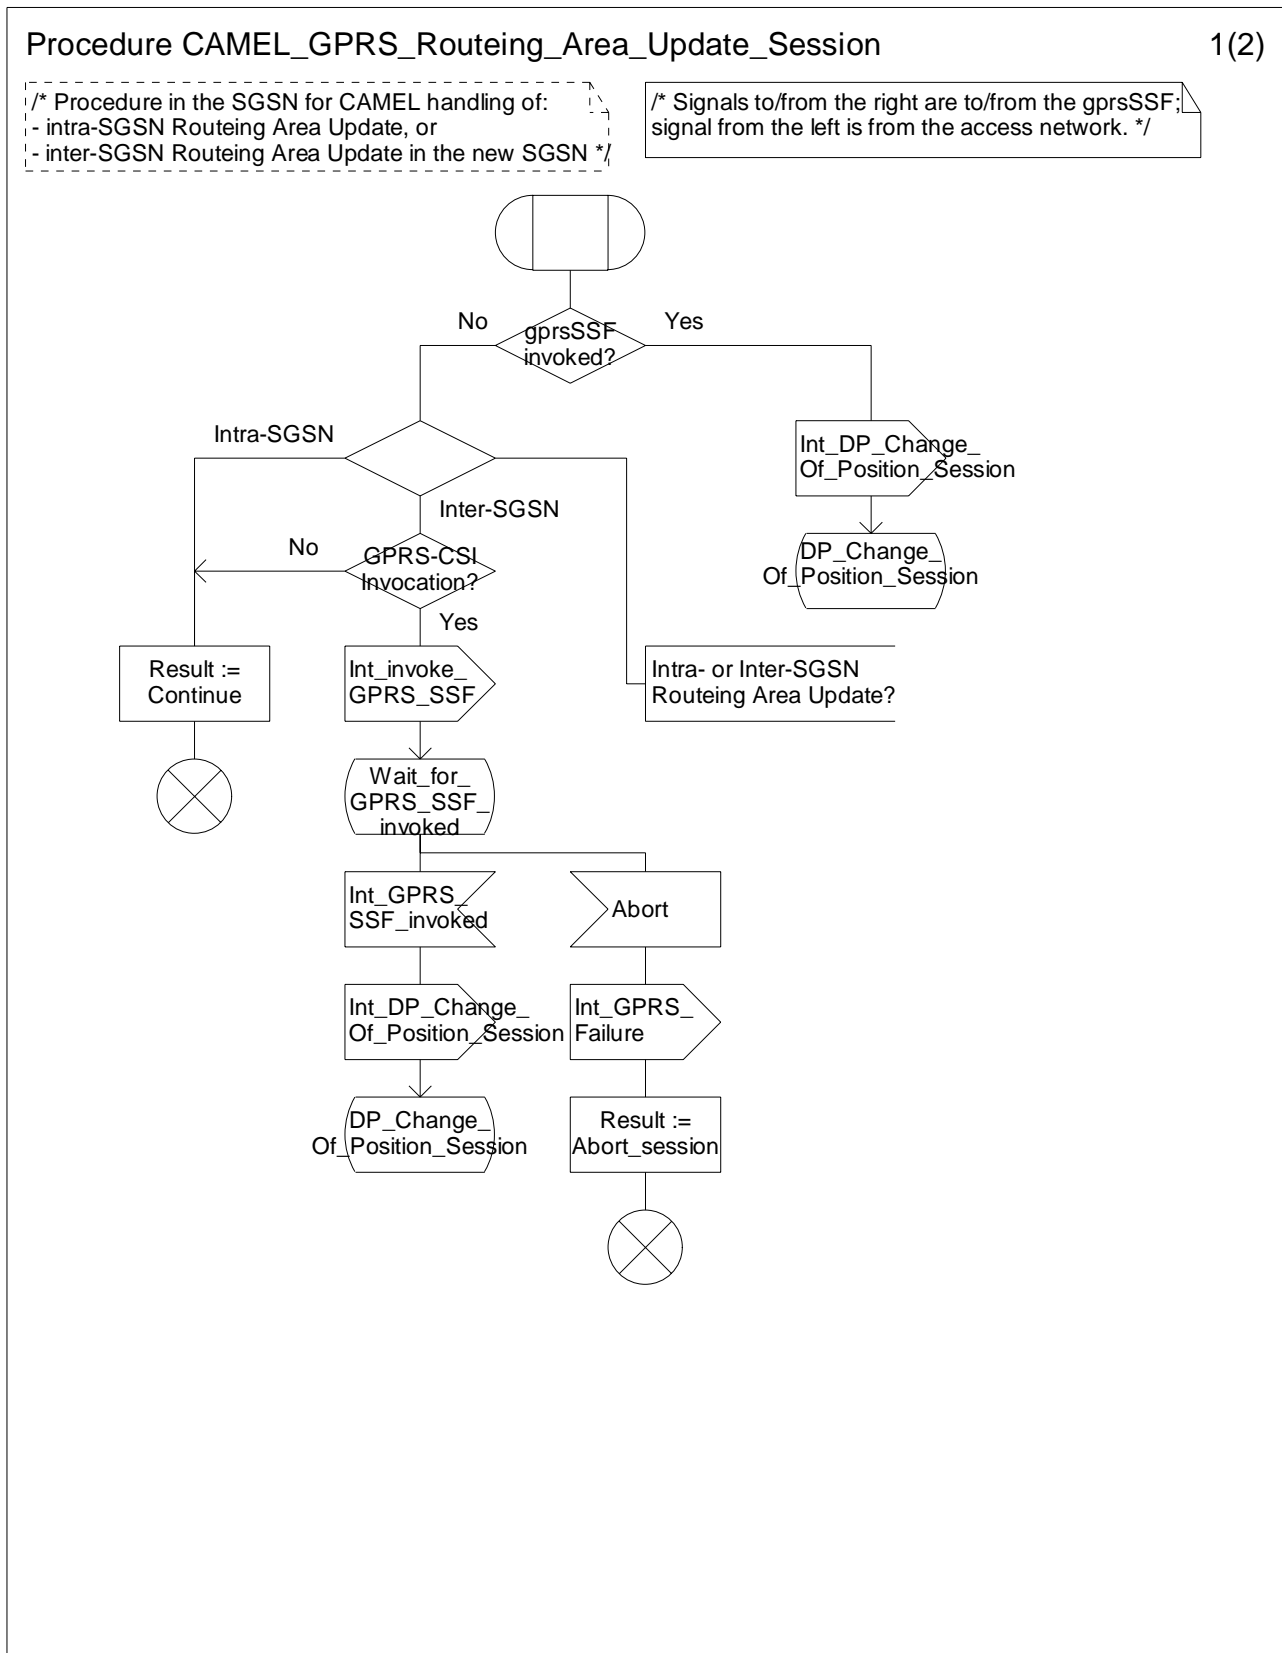 Procedure CAMEL_GPRS_Routeing_Area_Update_Session
1(2)
/* Procedure in the SGSN for CAMEL handling of:
- intra-SGSN Routeing Area Update, or
- inter-SGSN Routeing Area Update in the new SGSN */
/* Signals to/from the right are to/from the gprsSSF;
signal from the left is from the access network. */
No
gprsSSF
invoked?
Yes
Intra-SGSN
Int_DP_Change_
Of_Position_Session
Inter-SGSN
No
GPRS-CSI
Invocation?
DP_Change_
Of_Position_Session
Yes
Result :=
Continue
Int_invoke_
GPRS_SSF
Intra- or Inter-SGSN
Routeing Area Update?
Wait_for_
GPRS_SSF_
invoked
Int_GPRS_
SSF_invoked
Abort
Int_DP_Change_
Of_Position_Session
Int_GPRS_
Failure
DP_Change_
Of_Position_Session
Result :=
Abort_session